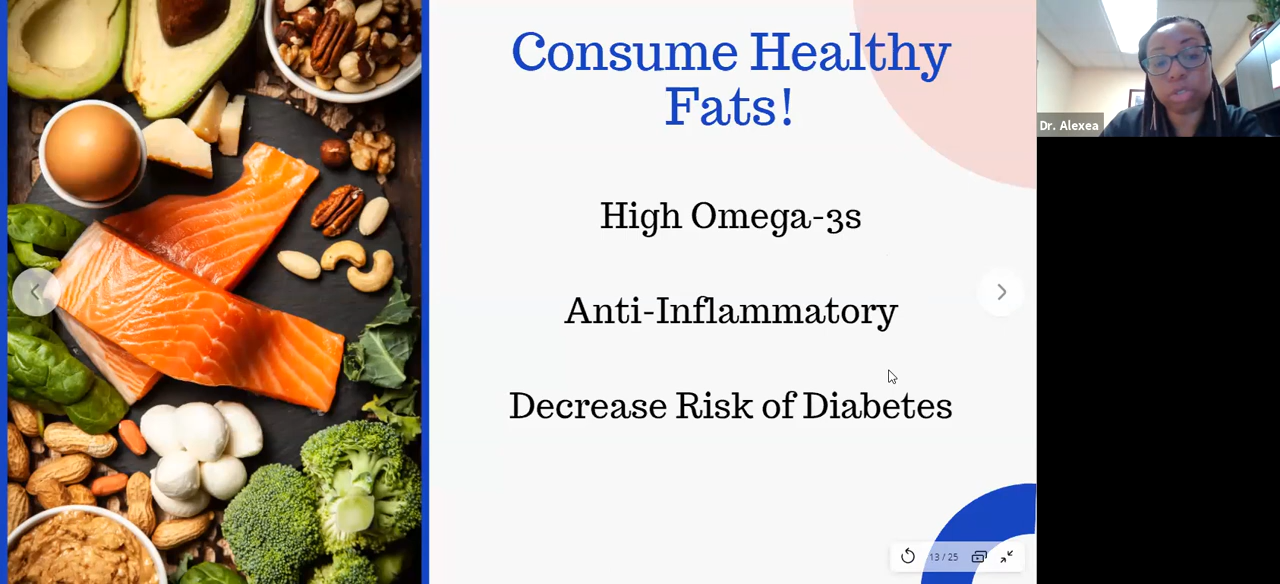 Consume Healthy
Fats!
High Omega-3s
Anti-Inflammatory
Decrease Risk of Diabetes
13 / 25
Dr. Alexea